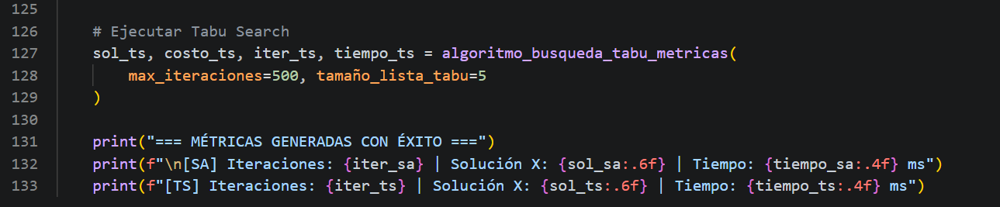 125
126 # Ejecutar Tabu Search
127 sol_ts, costo_ts, iter_ts, tiempo_ts = algoritmo_busqueda_tabu_metricas(
128 max_iteraciones=500, tamaño_lista_tabu=5
129 )
130
131 print("=== MÉTRICAS GENERADAS CON ÉXITO ===")
132 print(f"\n[SA] Iteraciones: {iter_sa} | Solución X: {sol_sa:.6f} | Tiempo: {tiempo_sa:.4f} ms")
133 print(f"[TS] Iteraciones: {iter_ts} | Solución X: {sol_ts:.6f} | Tiempo: {tiempo_ts:.4f} ms")